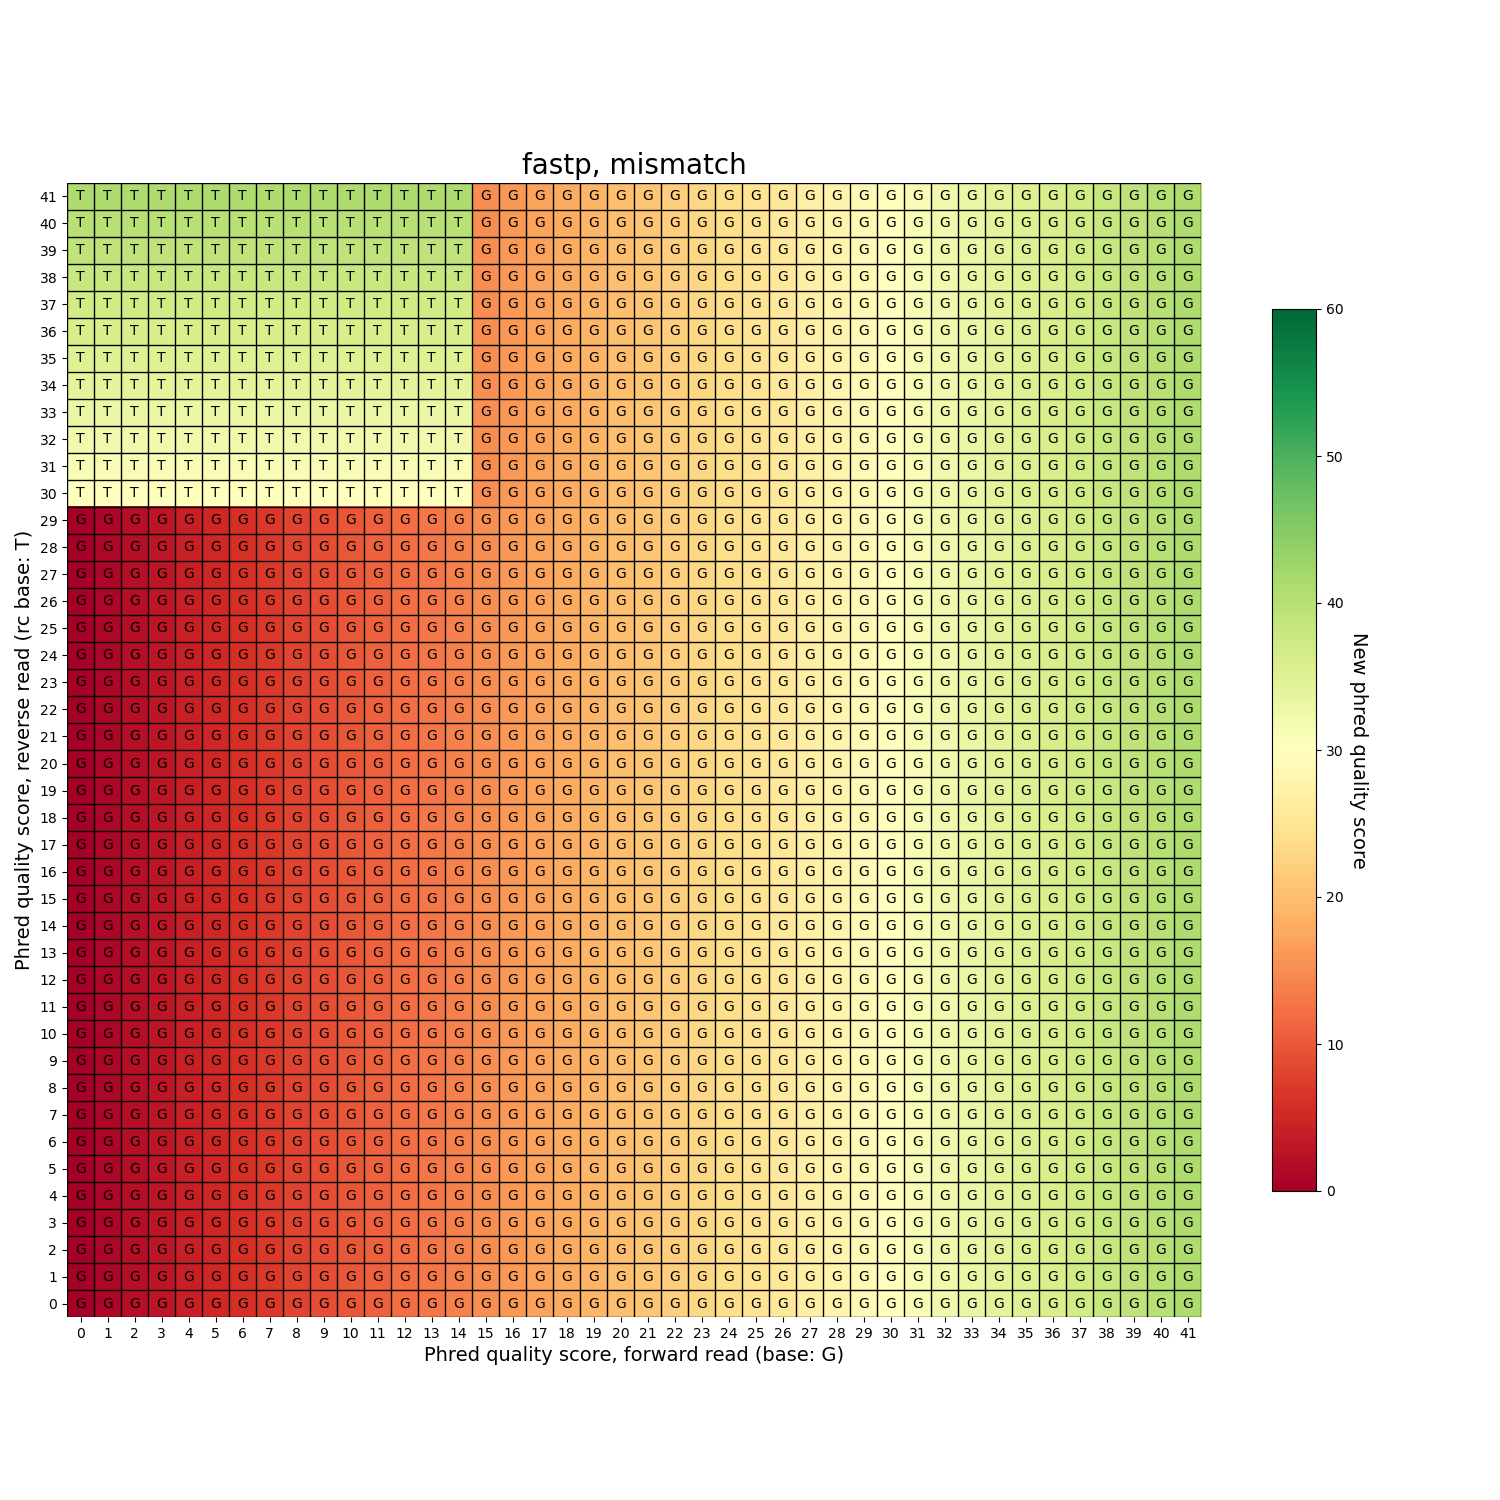 fastp, mismatch
41 T T T T T T T T T T T T T T T G G G G G G G G G G G G G G G G G G G G G G G G G G G
40 T T T T T T T T T T T T T T T G G G G G G G G G G G G G G G G G G G G G G G G G G G
39 T T T T T T T T T T T T T T T G G G G G G G G G G G G G G G G G G G G G G G G G G G
38 T T T T T T T T T T T T T T T G G G G G G G G G G G G G G G G G G G G G G G G G G G
37 T T T T T T T T T T T T T T T G G G G G G G G G G G G G G G G G G G G G G G G G G G
36 T T T T T T T T T T T T T T T G G G G G G G G G G G G G G G G G G G G G G G G G G G
35 T T T T T T T T T T T T T T T G G G G G G G G G G G G G G G G G G G G G G G G G G G
34 T T T T T T T T T T T T T T T G G G G G G G G G G G G G G G G G G G G G G G G G G G
33 T T T T T T T T T T T T T T T G G G G G G G G G G G G G G G G G G G G G G G G G G G
32 T T T T T T T T T T T T T T T G G G G G G G G G G G G G G G G G G G G G G G G G G G
31 T T T T T T T T T T T T T T T G G G G G G G G G G G G G G G G G G G G G G G G G G G
30 T T T T T T T T T T T T T T T G G G G G G G G G G G G G G G G G G G G G G G G G G G
29 G G G G G G G G G G G G G G G G G G G G G G G G G G G G G G G G G G G G G G G G G G
28 G G G G G G G G G G G G G G G G G G G G G G G G G G G G G G G G G G G G G G G G G G
27 G G G G G G G G G G G G G G G G G G G G G G G G G G G G G G G G G G G G G G G G G G
26 G G G G G G G G G G G G G G G G G G G G G G G G G G G G G G G G G G G G G G G G G G
25 G G G G G G G G G G G G G G G G G G G G G G G G G G G G G G G G G G G G G G G G G G
24 G G G G G G G G G G G G G G G G G G G G G G G G G G G G G G G G G G G G G G G G G G
23 G G G G G G G G G G G G G G G G G G G G G G G G G G G G G G G G G G G G G G G G G G
22 G G G G G G G G G G G G G G G G G G G G G G G G G G G G G G G G G G G G G G G G G G
21 G G G G G G G G G G G G G G G G G G G G G G G G G G G G G G G G G G G G G G G G G G
20 G G G G G G G G G G G G G G G G G G G G G G G G G G G G G G G G G G G G G G G G G G
19 G G G G G G G G G G G G G G G G G G G G G G G G G G G G G G G G G G G G G G G G G G
18 G G G G G G G G G G G G G G G G G G G G G G G G G G G G G G G G G G G G G G G G G G
17 G G G G G G G G G G G G G G G G G G G G G G G G G G G G G G G G G G G G G G G G G G
16 G G G G G G G G G G G G G G G G G G G G G G G G G G G G G G G G G G G G G G G G G G
15 G G G G G G G G G G G G G G G G G G G G G G G G G G G G G G G G G G G G G G G G G G
14 G G G G G G G G G G G G G G G G G G G G G G G G G G G G G G G G G G G G G G G G G G
13 G G G G G G G G G G G G G G G G G G G G G G G G G G G G G G G G G G G G G G G G G G
12 G G G G G G G G G G G G G G G G G G G G G G G G G G G G G G G G G G G G G G G G G G
11 G G G G G G G G G G G G G G G G G G G G G G G G G G G G G G G G G G G G G G G G G G
10 G G G G G G G G G G G G G G G G G G G G G G G G G G G G G G G G G G G G G G G G G G
9 G G G G G G G G G G G G G G G G G G G G G G G G G G G G G G G G G G G G G G G G G G
8 G G G G G G G G G G G G G G G G G G G G G G G G G G G G G G G G G G G G G G G G G G
7 G G G G G G G G G G G G G G G G G G G G G G G G G G G G G G G G G G G G G G G G G G
6 G G G G G G G G G G G G G G G G G G G G G G G G G G G G G G G G G G G G G G G G G G
5 G G G G G G G G G G G G G G G G G G G G G G G G G G G G G G G G G G G G G G G G G G
4 G G G G G G G G G G G G G G G G G G G G G G G G G G G G G G G G G G G G G G G G G G
3 G G G G G G G G G G G G G G G G G G G G G G G G G G G G G G G G G G G G G G G G G G
2 G G G G G G G G G G G G G G G G G G G G G G G G G G G G G G G G G G G G G G G G G G
1 G G G G G G G G G G G G G G G G G G G G G G G G G G G G G G G G G G G G G G G G G G
0 G G G G G G G G G G G G G G G G G G G G G G G G G G G G G G G G G G G G G G G G G G
0 1 2 3 4 5 6 7 8 9 10 11 12 13 14 15 16 17 18 19 20 21 22 23 24 25 26 27 28 29 30 31 32 33 34 35 36 37 38 39 40 41
Phred quality score, forward read (base: G)
Phred quality score, reverse read (rc base: T)
60
50
40
30
20
10
0
New phred quality score